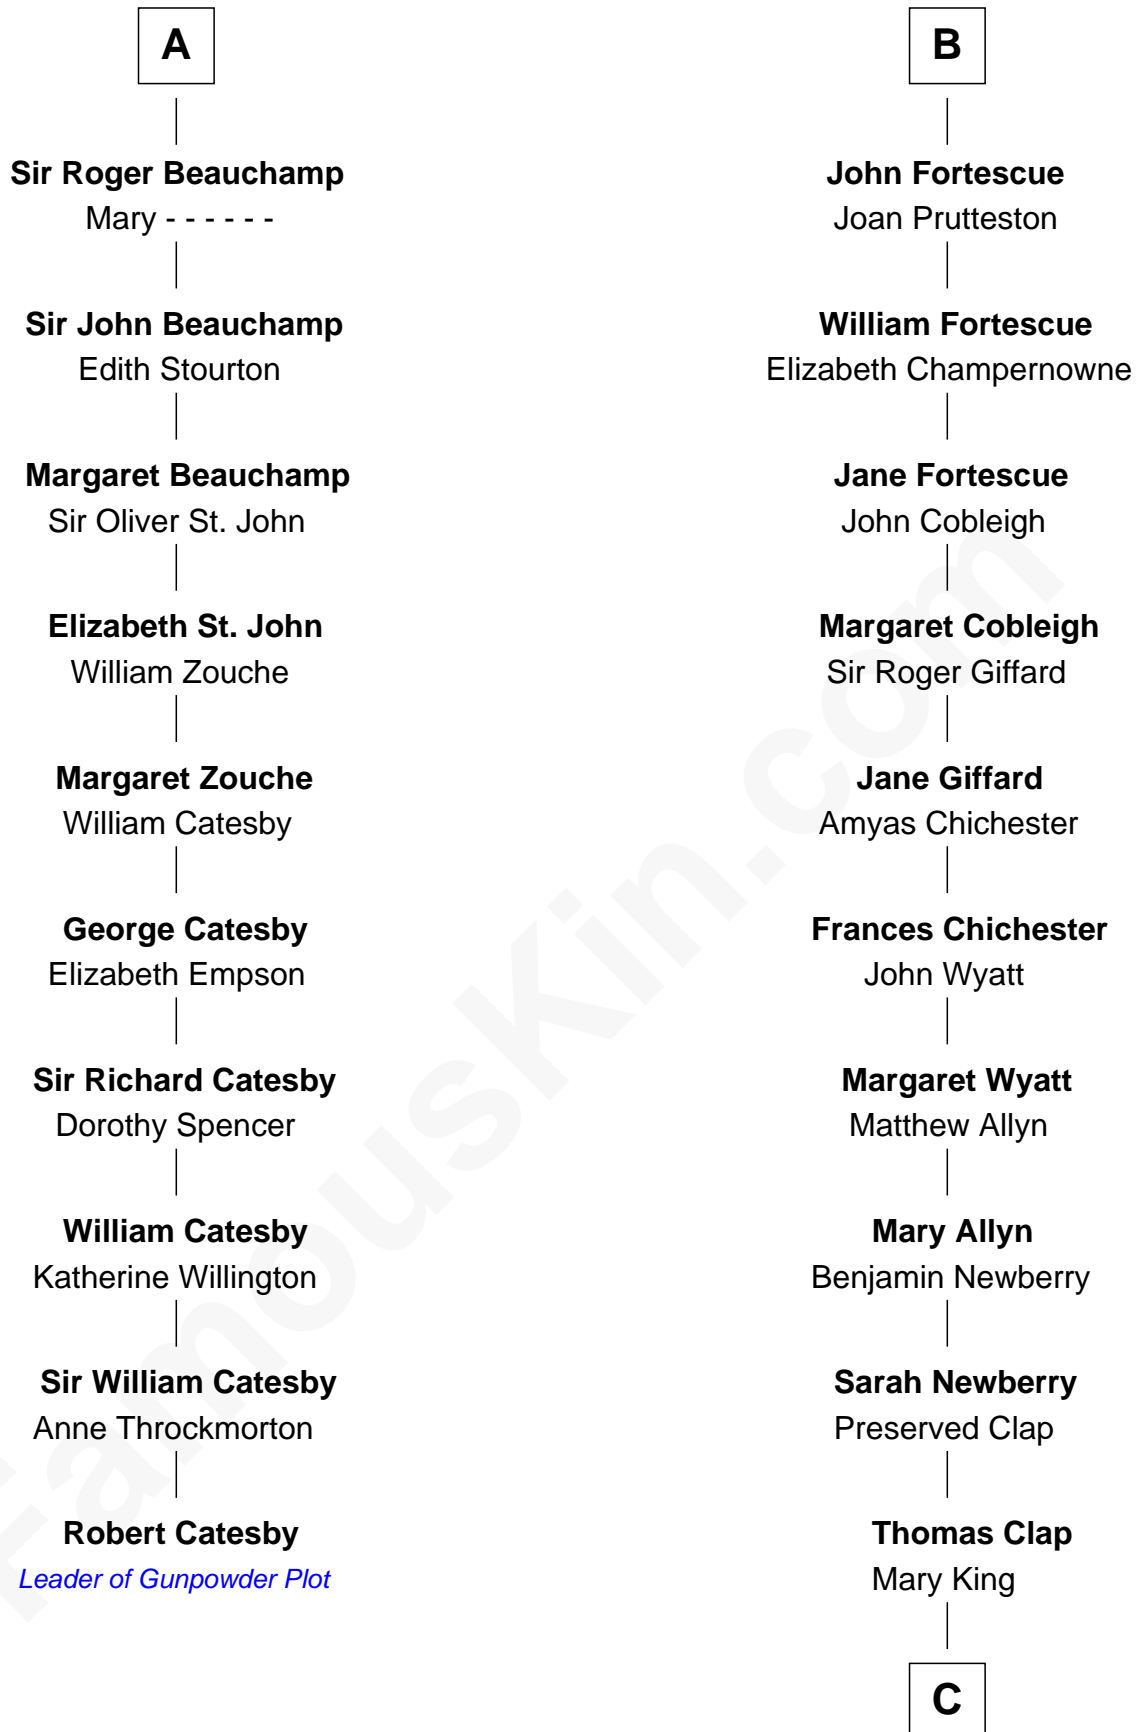 A
Sir Roger Beauchamp
Mary - - - - - -
Sir John Beauchamp
Edith Stourton
Margaret Beauchamp
Sir Oliver St. John
Elizabeth St. John
William Zouche
Margaret Zouche
William Catesby
George Catesby
Elizabeth Empson
Sir Richard Catesby
Dorothy Spencer
William Catesby
Katherine Willington
Sir William Catesby
Anne Throckmorton
Robert Catesby
Leader of Gunpowder Plot
B
John Fortescue
Joan Prutteston
William Fortescue
Elizabeth Champernowne
Jane Fortescue
John Cobleigh
Margaret Cobleigh
Sir Roger Giffard
Jane Giffard
Amyas Chichester
Frances Chichester
John Wyatt
Margaret Wyatt
Matthew Allyn
Mary Allyn
Benjamin Newberry
Sarah Newberry
Preserved Clap
Thomas Clap
Mary King
C
FamousKin.com